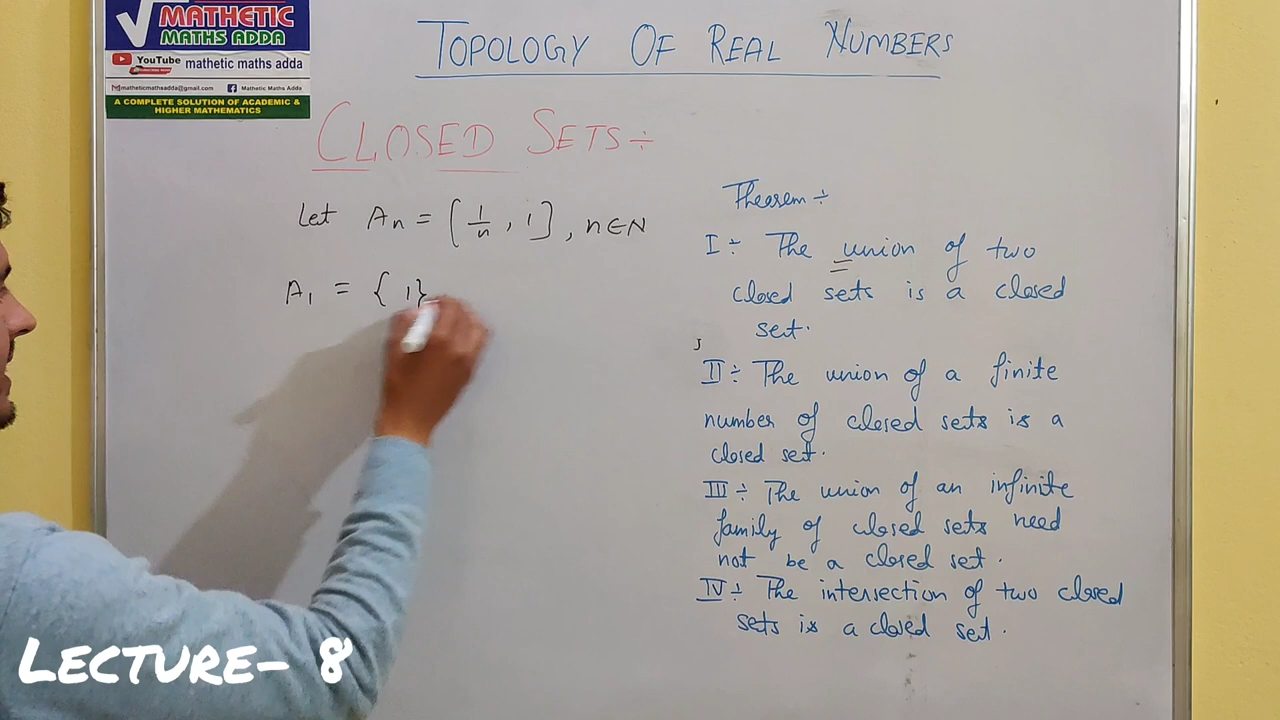 MATHETIC
MATHS ADDA
YouTube mathetic maths adda
matheticmathsadda@gmail.com Mathetic Maths Adda
A COMPLETE SOLUTION OF ACADEMIC &
HIGHER MATHEMATICS
TOPOLOGY OF REAL NUMBERS
CLOSED SETS÷
Let An = [1/n, 1], n∈N
A1 = {1}
Theorem ÷
I ÷ The union of two
closed sets is a closed
set.
II ÷ The union of a finite
number of closed sets is a
closed set.
III ÷ The union of an infinite
family of closed sets need
not be a closed set.
IV ÷ The intersection of two closed
sets is a closed set.
LECTURE- 8